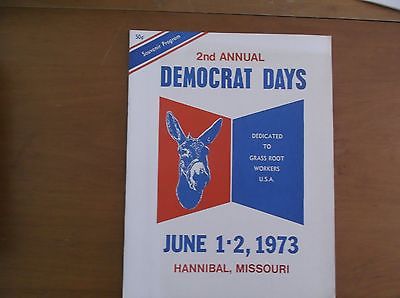 50¢
Souvenir Program
2nd ANNUAL
DEMOCRAT DAYS
DEDICATED
TO
GRASS ROOT
WORKERS
U.S.A.
JUNE 1-2, 1973
HANNIBAL, MISSOURI